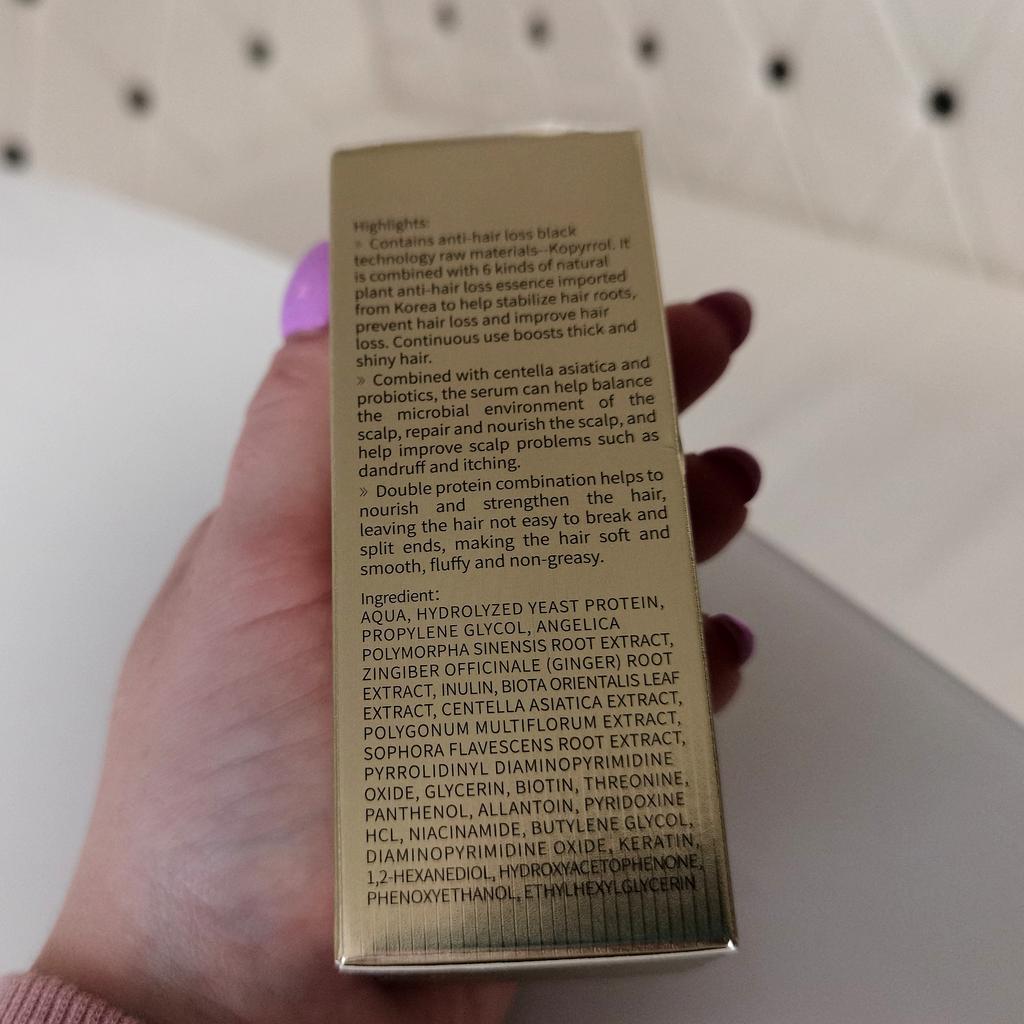 Highlights:
» Contains anti-hair loss black
technology raw materials--Kopyrrol. It
is combined with 6 kinds of natural
plant anti-hair loss essence imported
from Korea to help stabilize hair roots,
prevent hair loss and improve hair
loss. Continuous use boosts thick and
shiny hair.
» Combined with centella asiatica and
probiotics, the serum can help balance
the microbial environment of the
scalp, repair and nourish the scalp, and
help improve scalp problems such as
dandruff and itching.
» Double protein combination helps to
nourish and strengthen the hair,
leaving the hair not easy to break and
split ends, making the hair soft and
smooth, fluffy and non-greasy.
Ingredient:
AQUA, HYDROLYZED YEAST PROTEIN,
PROPYLENE GLYCOL, ANGELICA
POLYMORPHA SINENSIS ROOT EXTRACT,
ZINGIBER OFFICINALE (GINGER) ROOT
EXTRACT, INULIN, BIOTA ORIENTALIS LEAF
EXTRACT, CENTELLA ASIATICA EXTRACT,
POLYGONUM MULTIFLORUM EXTRACT,
SOPHORA FLAVESCENS ROOT EXTRACT,
PYRROLIDINYL DIAMINOPYRIMIDINE
OXIDE, GLYCERIN, BIOTIN, THREONINE,
PANTHENOL, ALLANTOIN, PYRIDOXINE
HCL, NIACINAMIDE, BUTYLENE GLYCOL,
DIAMINOPYRIMIDINE OXIDE, KERATIN,
1,2-HEXANEDIOL, HYDROXYACETOPHENONE,
PHENOXYETHANOL, ETHYLHEXYLGLYCERIN